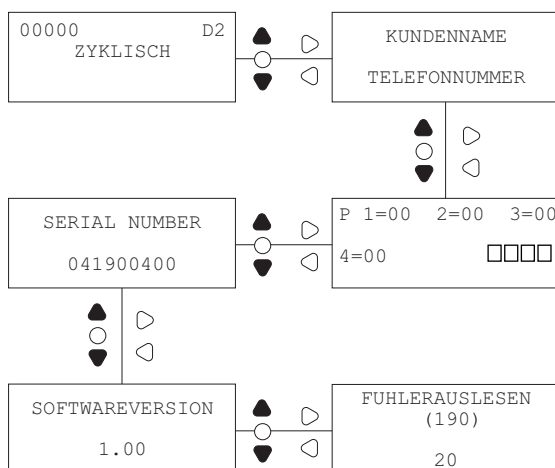 00000 D2
ZYKLISCH
KUNDENNAME
TELEFONNUMMER
SERIAL NUMBER
041900400
P 1=00 2=00 3=00
4=00 □□□□
SOFTWAREVERSION
1.00
FUHLERAUSLESEN
(190)
20